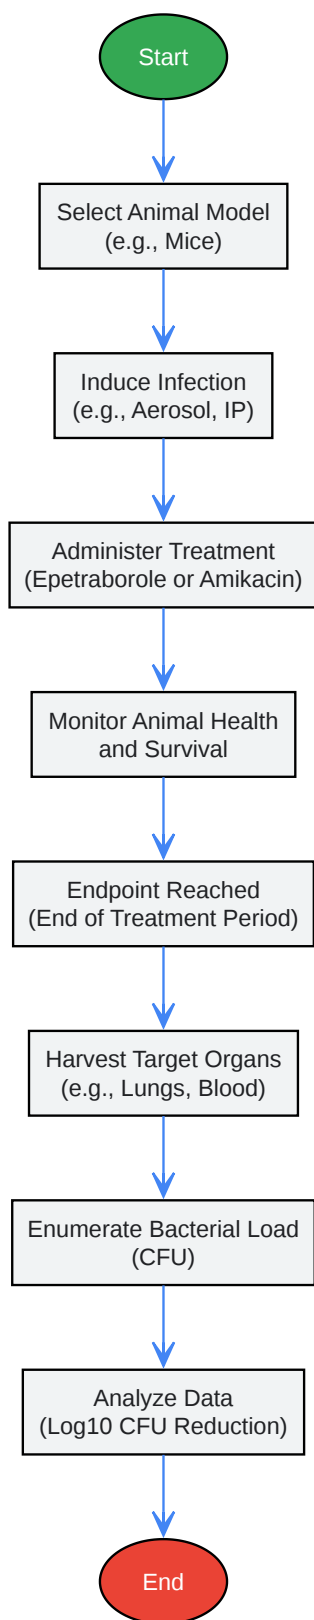 Start
Select Animal Model
(e.g., Mice)
Induce Infection
(e.g., Aerosol, IP)
Administer Treatment
(Epetraborole or Amikacin)
Monitor Animal Health
and Survival
Endpoint Reached
(End of Treatment Period)
Harvest Target Organs
(e.g., Lungs, Blood)
Enumerate Bacterial Load
(CFU)
Analyze Data
(Log10 CFU Reduction)
End